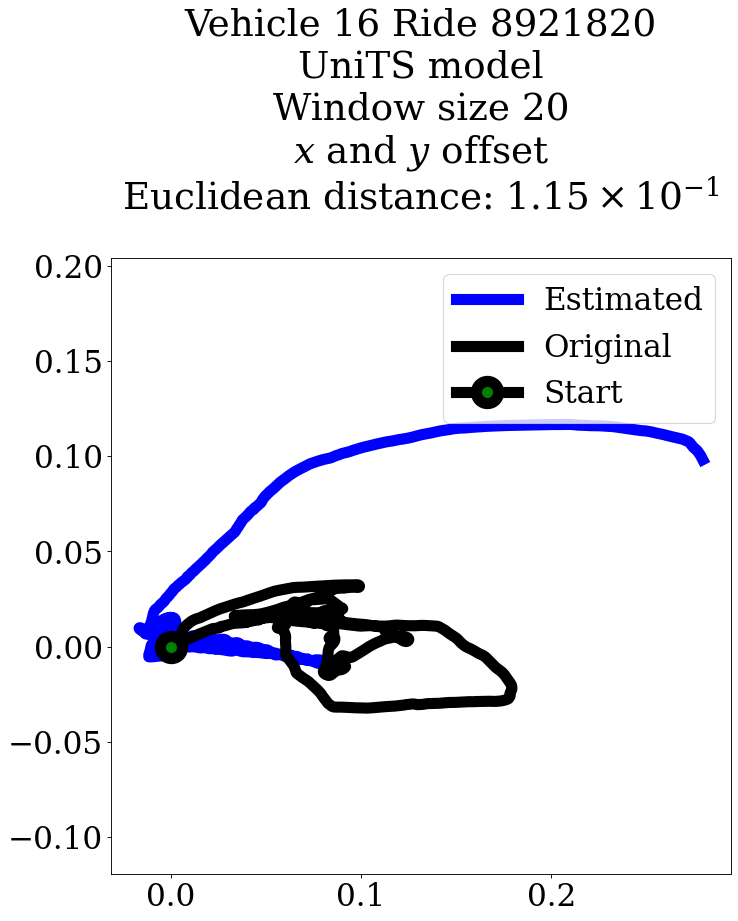 Vehicle 16 Ride 8921820
UniTS model
Window size 20
x and y offset
Euclidean distance: 1.15 × 10⁻¹
0.20
0.15
0.10
0.05
0.00
−0.05
−0.10
Estimated
Original
Start
0.0 0.1 0.2